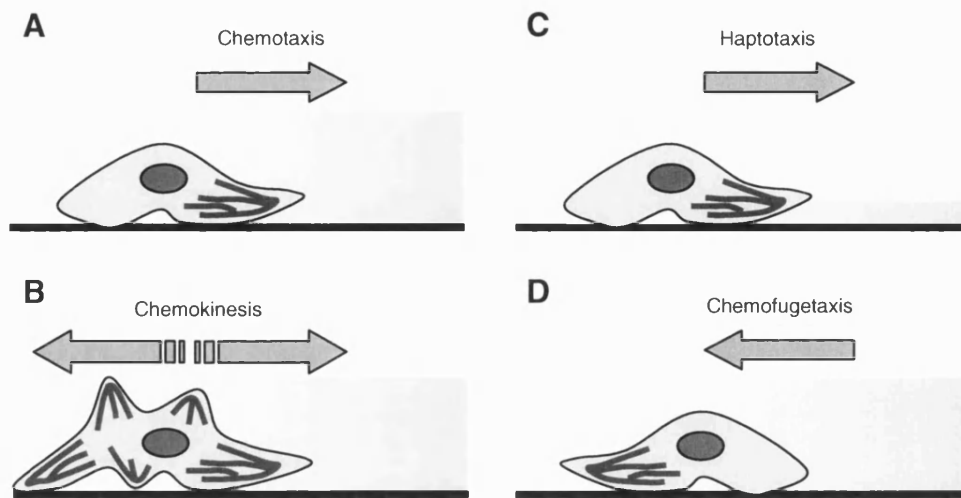 A
Chemotaxis
C
Haptotaxis
B
Chemokinesis
D
Chemofugetaxis